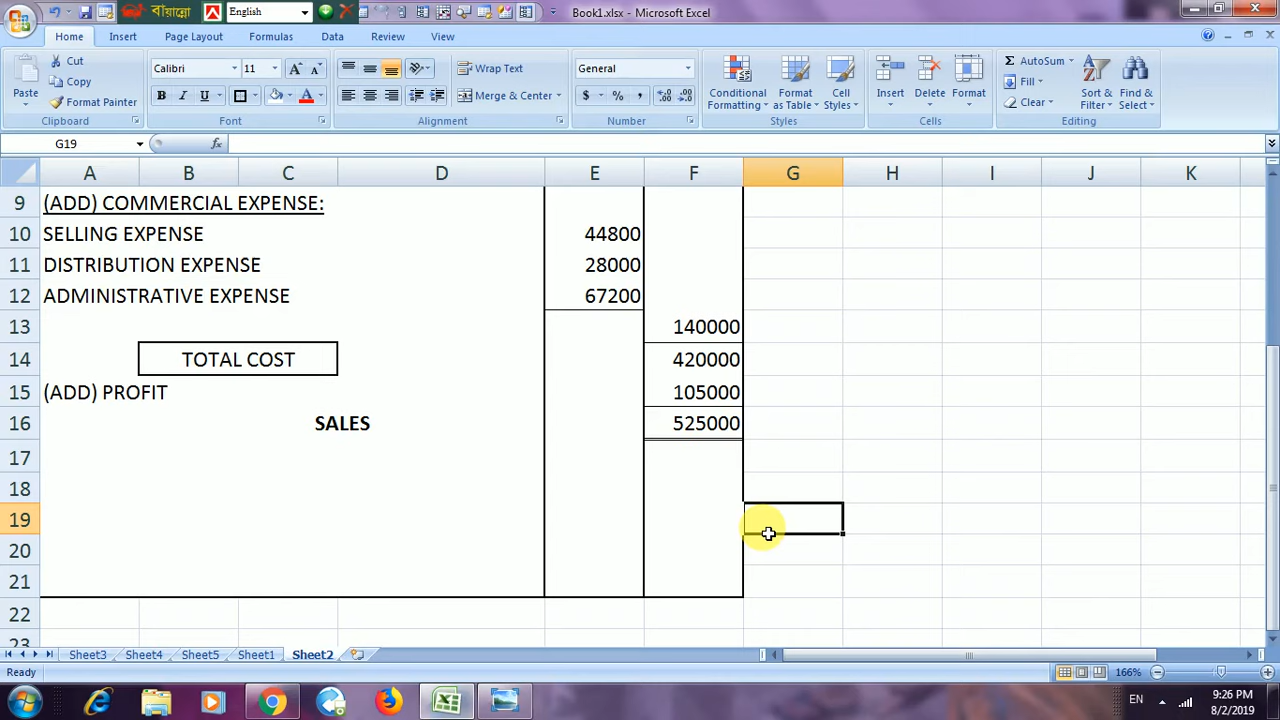 বায়ান্নো
English
Book1.xlsx - Microsoft Excel
Home Insert Page Layout Formulas Data Review View
Paste
Cut
Copy
Format Painter
Clipboard
Calibri 11
B I U
Font
Wrap Text
Merge & Center
Alignment
General
$ % ,
Number
Conditional Formatting
Format as Table
Cell Styles
Styles
Insert
Delete
Format
Cells
Σ AutoSum
Fill
Clear
Sort & Filter
Find & Select
Editing
G19 fx
A B C D E F G H I J K
9 (ADD) COMMERCIAL EXPENSE:
10 SELLING EXPENSE 44800
11 DISTRIBUTION EXPENSE 28000
12 ADMINISTRATIVE EXPENSE 67200
13 140000
14 TOTAL COST 420000
15 (ADD) PROFIT 105000
16 SALES 525000
17
18
19
20
21
22
23
Sheet3 Sheet4 Sheet5 Sheet1 Sheet2
Ready 166%
EN 9:26 PM
8/2/2019